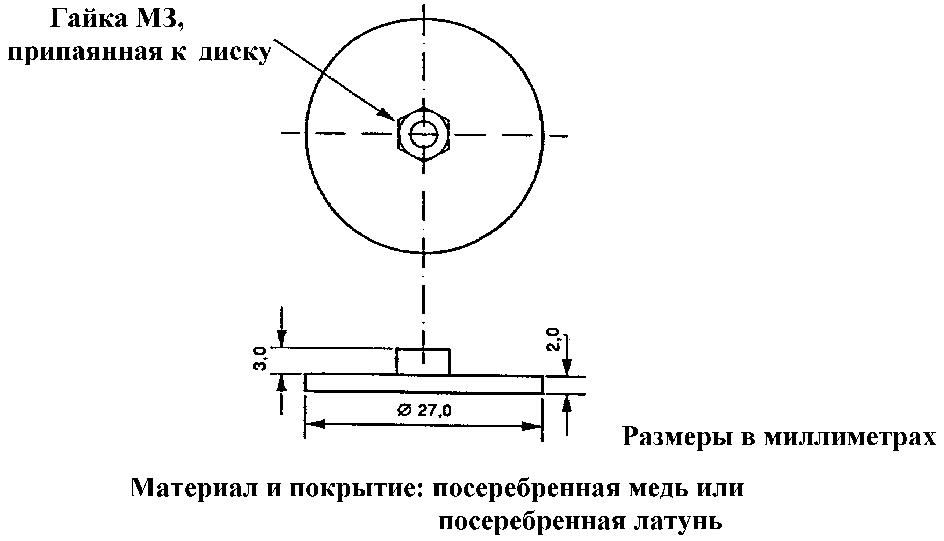 Гайка М3,
припаянная к диску
3,0
2,0
Ø 27,0
Размеры в миллиметрах
Материал и покрытие: посеребренная медь или
посеребренная латунь